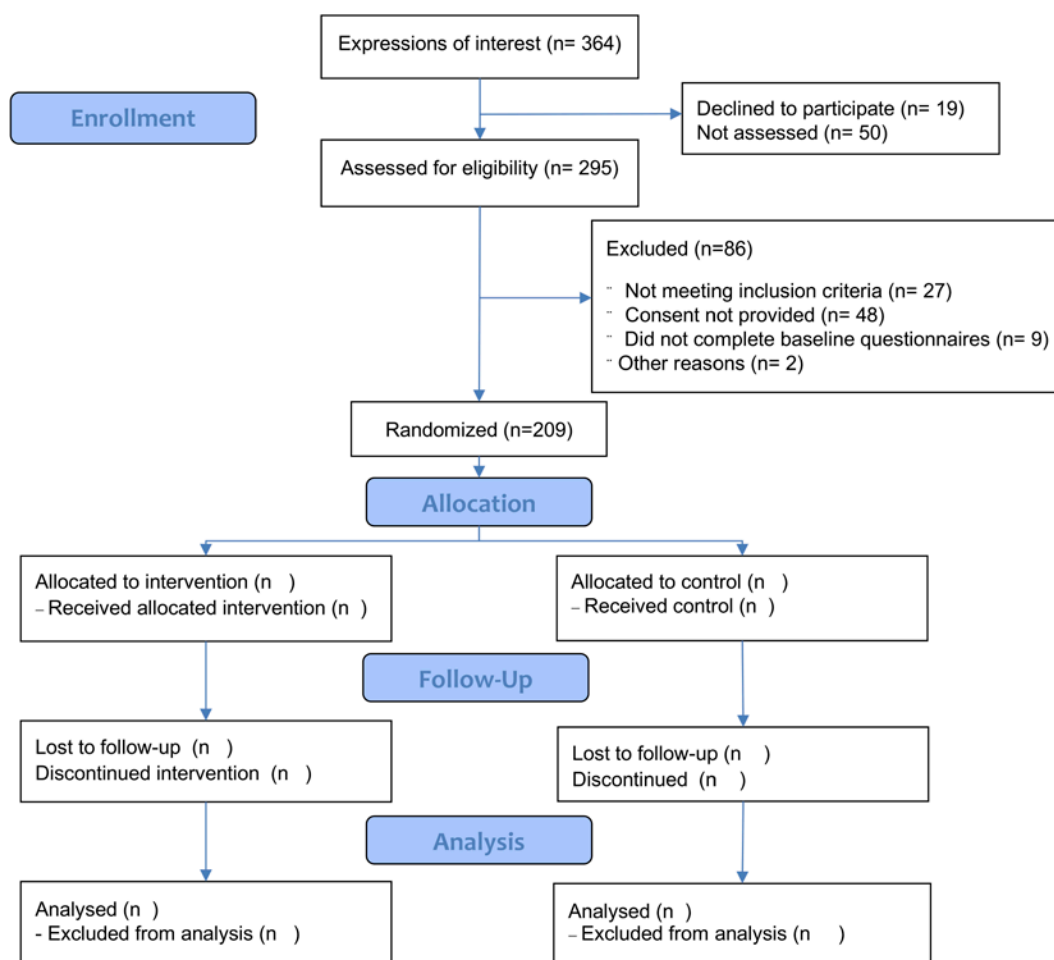 Expressions of interest (n= 364)
Enrollment
Declined to participate (n= 19)
Not assessed (n= 50)
Assessed for eligibility (n= 295)
Excluded (n=86)
¨ Not meeting inclusion criteria (n= 27)
¨ Consent not provided (n= 48)
¨ Did not complete baseline questionnaires (n= 9)
¨ Other reasons (n= 2)
Randomized (n=209)
Allocation
Allocated to intervention (n   )
– Received allocated intervention (n   )
Allocated to control (n   )
– Received control (n   )
Follow-Up
Lost to follow-up  (n   )
Discontinued intervention  (n   )
Lost to follow-up (n   )
Discontinued  (n    )
Analysis
Analysed (n  )
- Excluded from analysis (n   )
Analysed (n  )
– Excluded from analysis (n    )